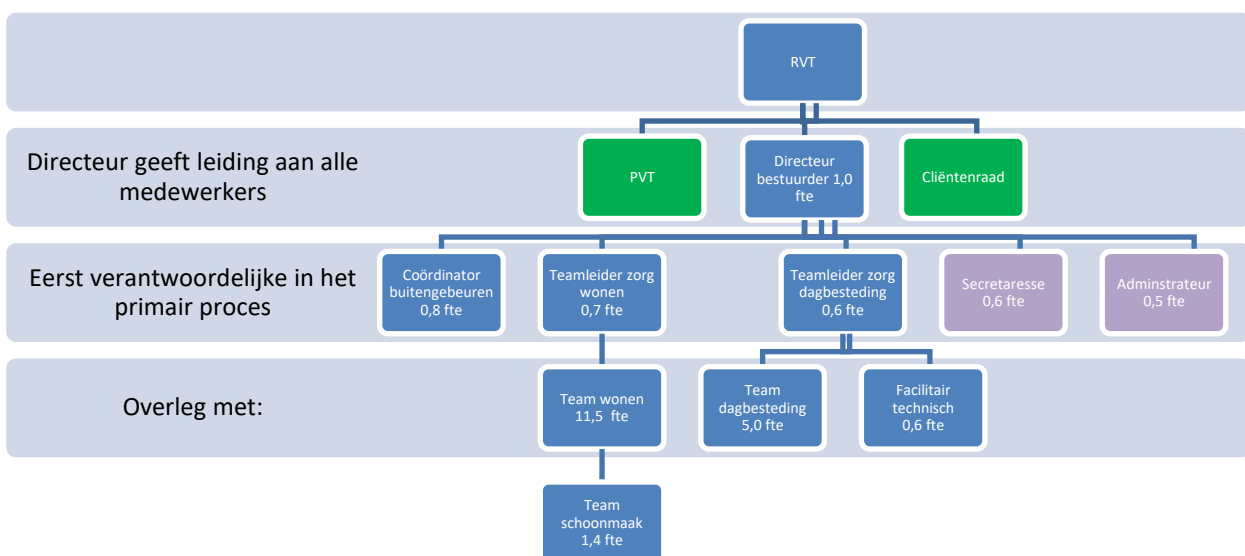 RVT
Directeur geeft leiding aan alle
medewerkers
PVT
Directeur
bestuurder 1,0
fte
Cliëntenraad
Eerst verantwoordelijke in het
primair proces
Coördinator
buitengebeuren
0,8 fte
Teamleider zorg
wonen
0,7 fte
Teamleider zorg
dagbesteding
0,6 fte
Secretaresse
0,6 fte
Adminstrateur
0,5 fte
Overleg met:
Team wonen
11,5 fte
Team
dagbesteding
5,0 fte
Facilitair
technisch
0,6 fte
Team
schoonmaak
1,4 fte